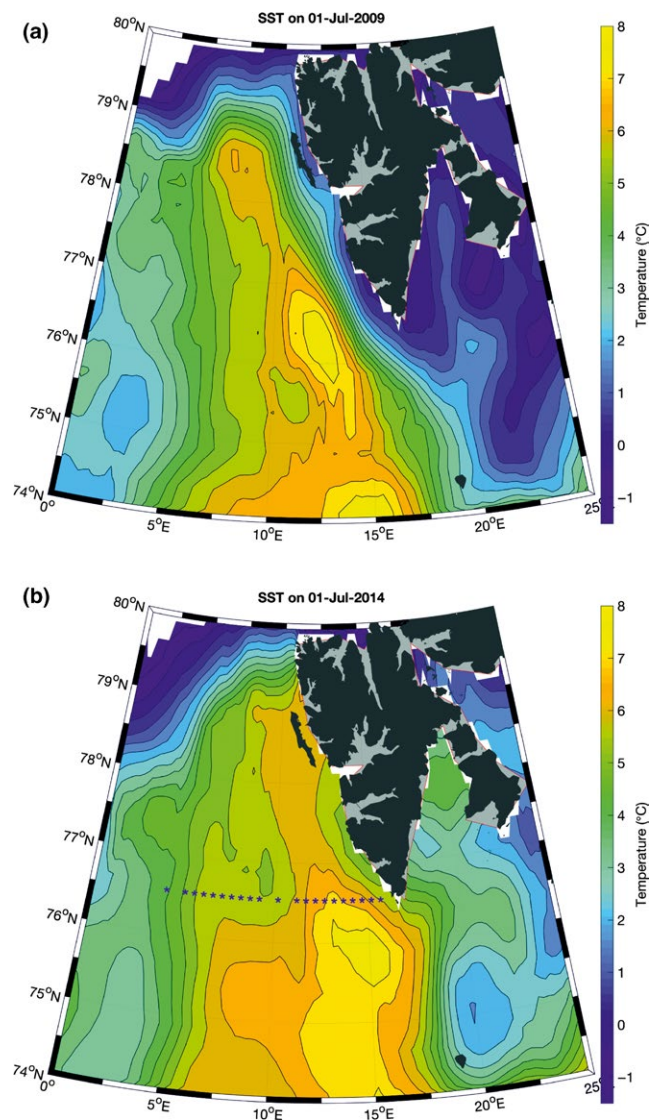 (a)
SST on 01-Jul-2009
80°N
79°N
78°N
77°N
76°N
75°N
74°N
0°
5°E
10°E
15°E
20°E
25°
8
7
6
5
4
3
2
1
0
−1
Temperature (°C)
(b)
SST on 01-Jul-2014
80°N
79°N
78°N
77°N
76°N
75°N
74°N
0°
5°E
10°E
15°E
20°E
25°
8
7
6
5
4
3
2
1
0
−1
Temperature (°C)